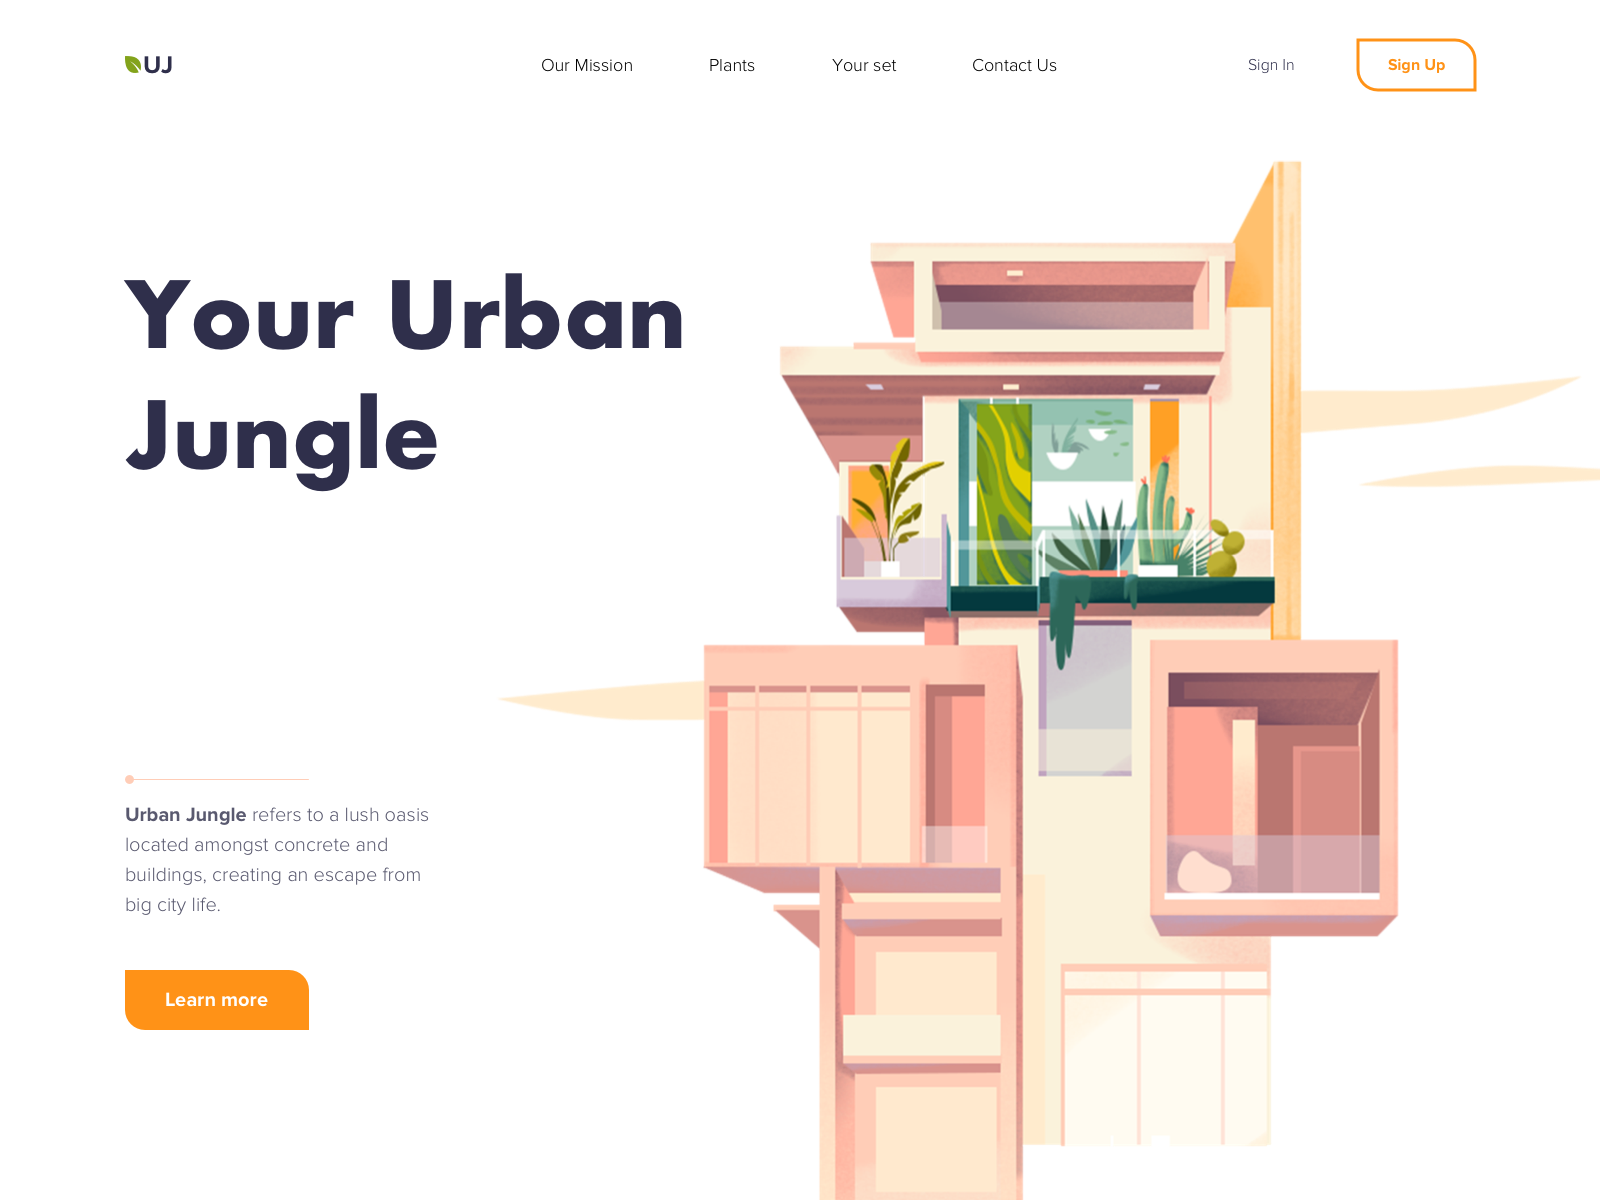 UJ
Our Mission
Plants
Your set
Contact Us
Sign In
Sign Up
Your Urban
Jungle
Urban Jungle refers to a lush oasis
located amongst concrete and
buildings, creating an escape from
big city life.
Learn more